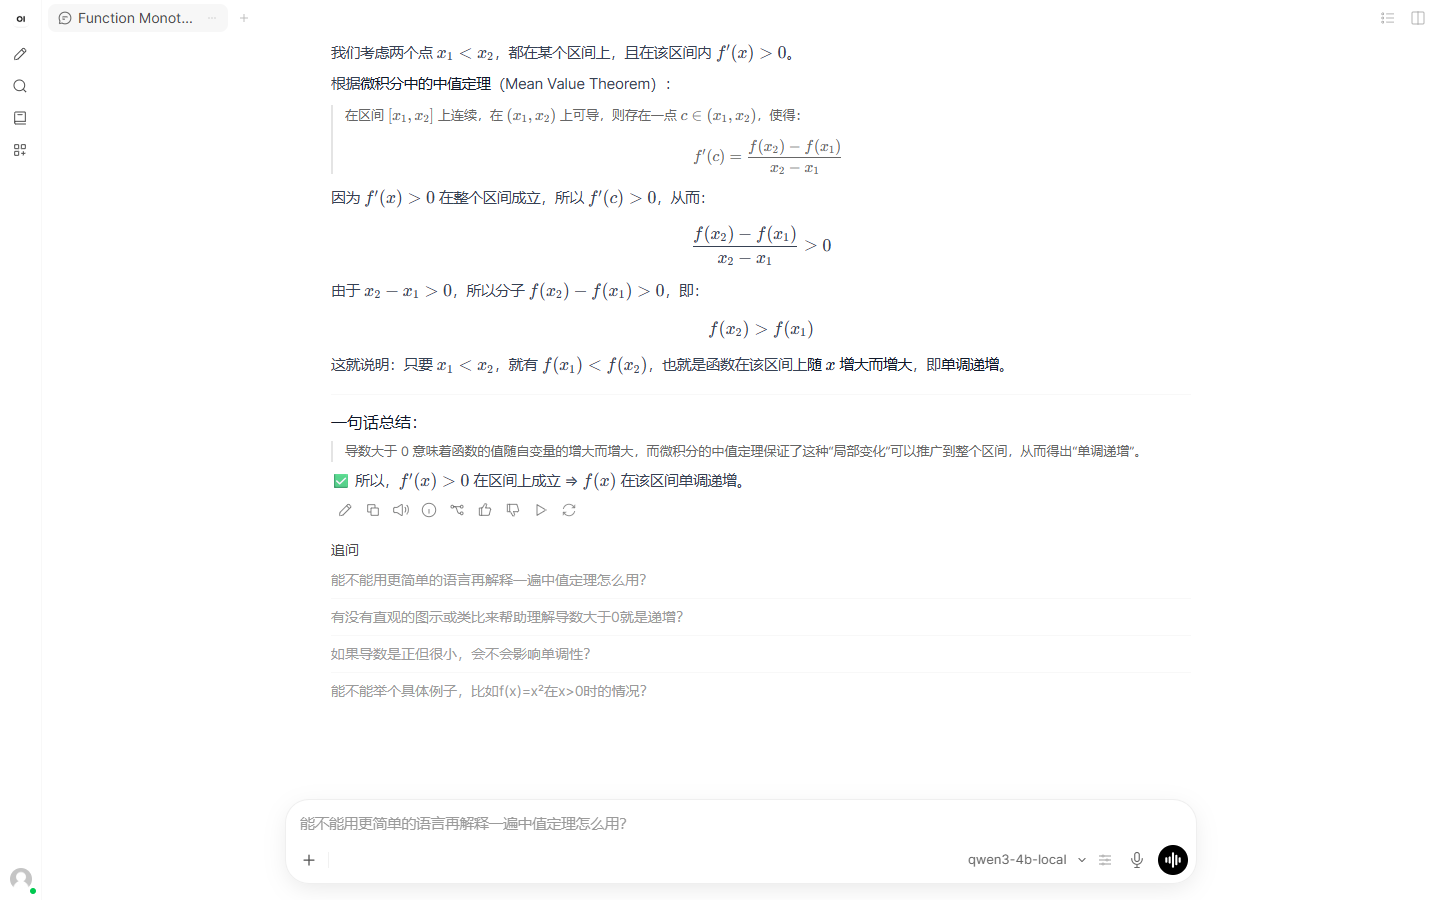 OI
Function Monot...
我们考虑两个点 x₁ < x₂，都在某个区间上，且在该区间内 f′(x) > 0。
根据微积分中的中值定理（Mean Value Theorem）：
在区间 [x₁, x₂] 上连续，在 (x₁, x₂) 上可导，则存在一点 c ∈ (x₁, x₂)，使得：
f′(c) = \frac{f(x₂) − f(x₁)}{x₂ − x₁}
因为 f′(x) > 0 在整个区间成立，所以 f′(c) > 0，从而：
\frac{f(x₂) − f(x₁)}{x₂ − x₁} > 0
由于 x₂ − x₁ > 0，所以分子 f(x₂) − f(x₁) > 0，即：
f(x₂) > f(x₁)
这就说明：只要 x₁ < x₂，就有 f(x₁) < f(x₂)，也就是函数在该区间上随 x 增大而增大，即单调递增。
一句话总结：
导数大于 0 意味着函数的值随自变量的增大而增大，而微积分的中值定理保证了这种“局部变化”可以推广到整个区间，从而得出“单调递增”。
✅ 所以，f′(x) > 0 在区间上成立 ⇒ f(x) 在该区间单调递增。
追问
能不能用更简单的语言再解释一遍中值定理怎么用？
有没有直观的图示或类比来帮助理解导数大于0就是递增？
如果导数是正但很小，会不会影响单调性？
能不能举个具体例子，比如f(x)=x²在x>0时的情况？
能不能用更简单的语言再解释一遍中值定理怎么用？
qwen3-4b-local